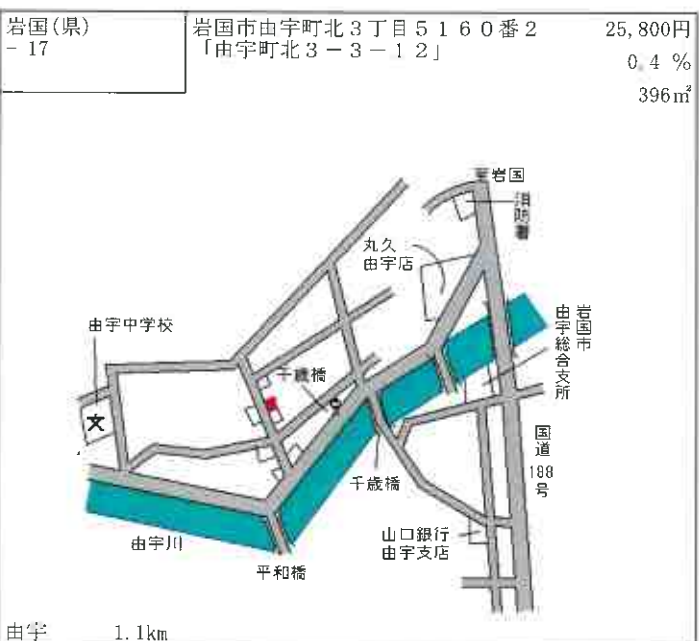 岩国(県)
- 17
岩国市由宇町北3丁目5160番2
「由宇町北3-3-12」
25,800円
0.4 %
396㎡
至岩国
消防署
丸久
由宇店
由宇中学校
千歳橋
岩国市
由宇総合支所
文
国道
188
号
千歳橋
由宇川
山口銀行
由宇支店
平和橋
由宇 1.1km